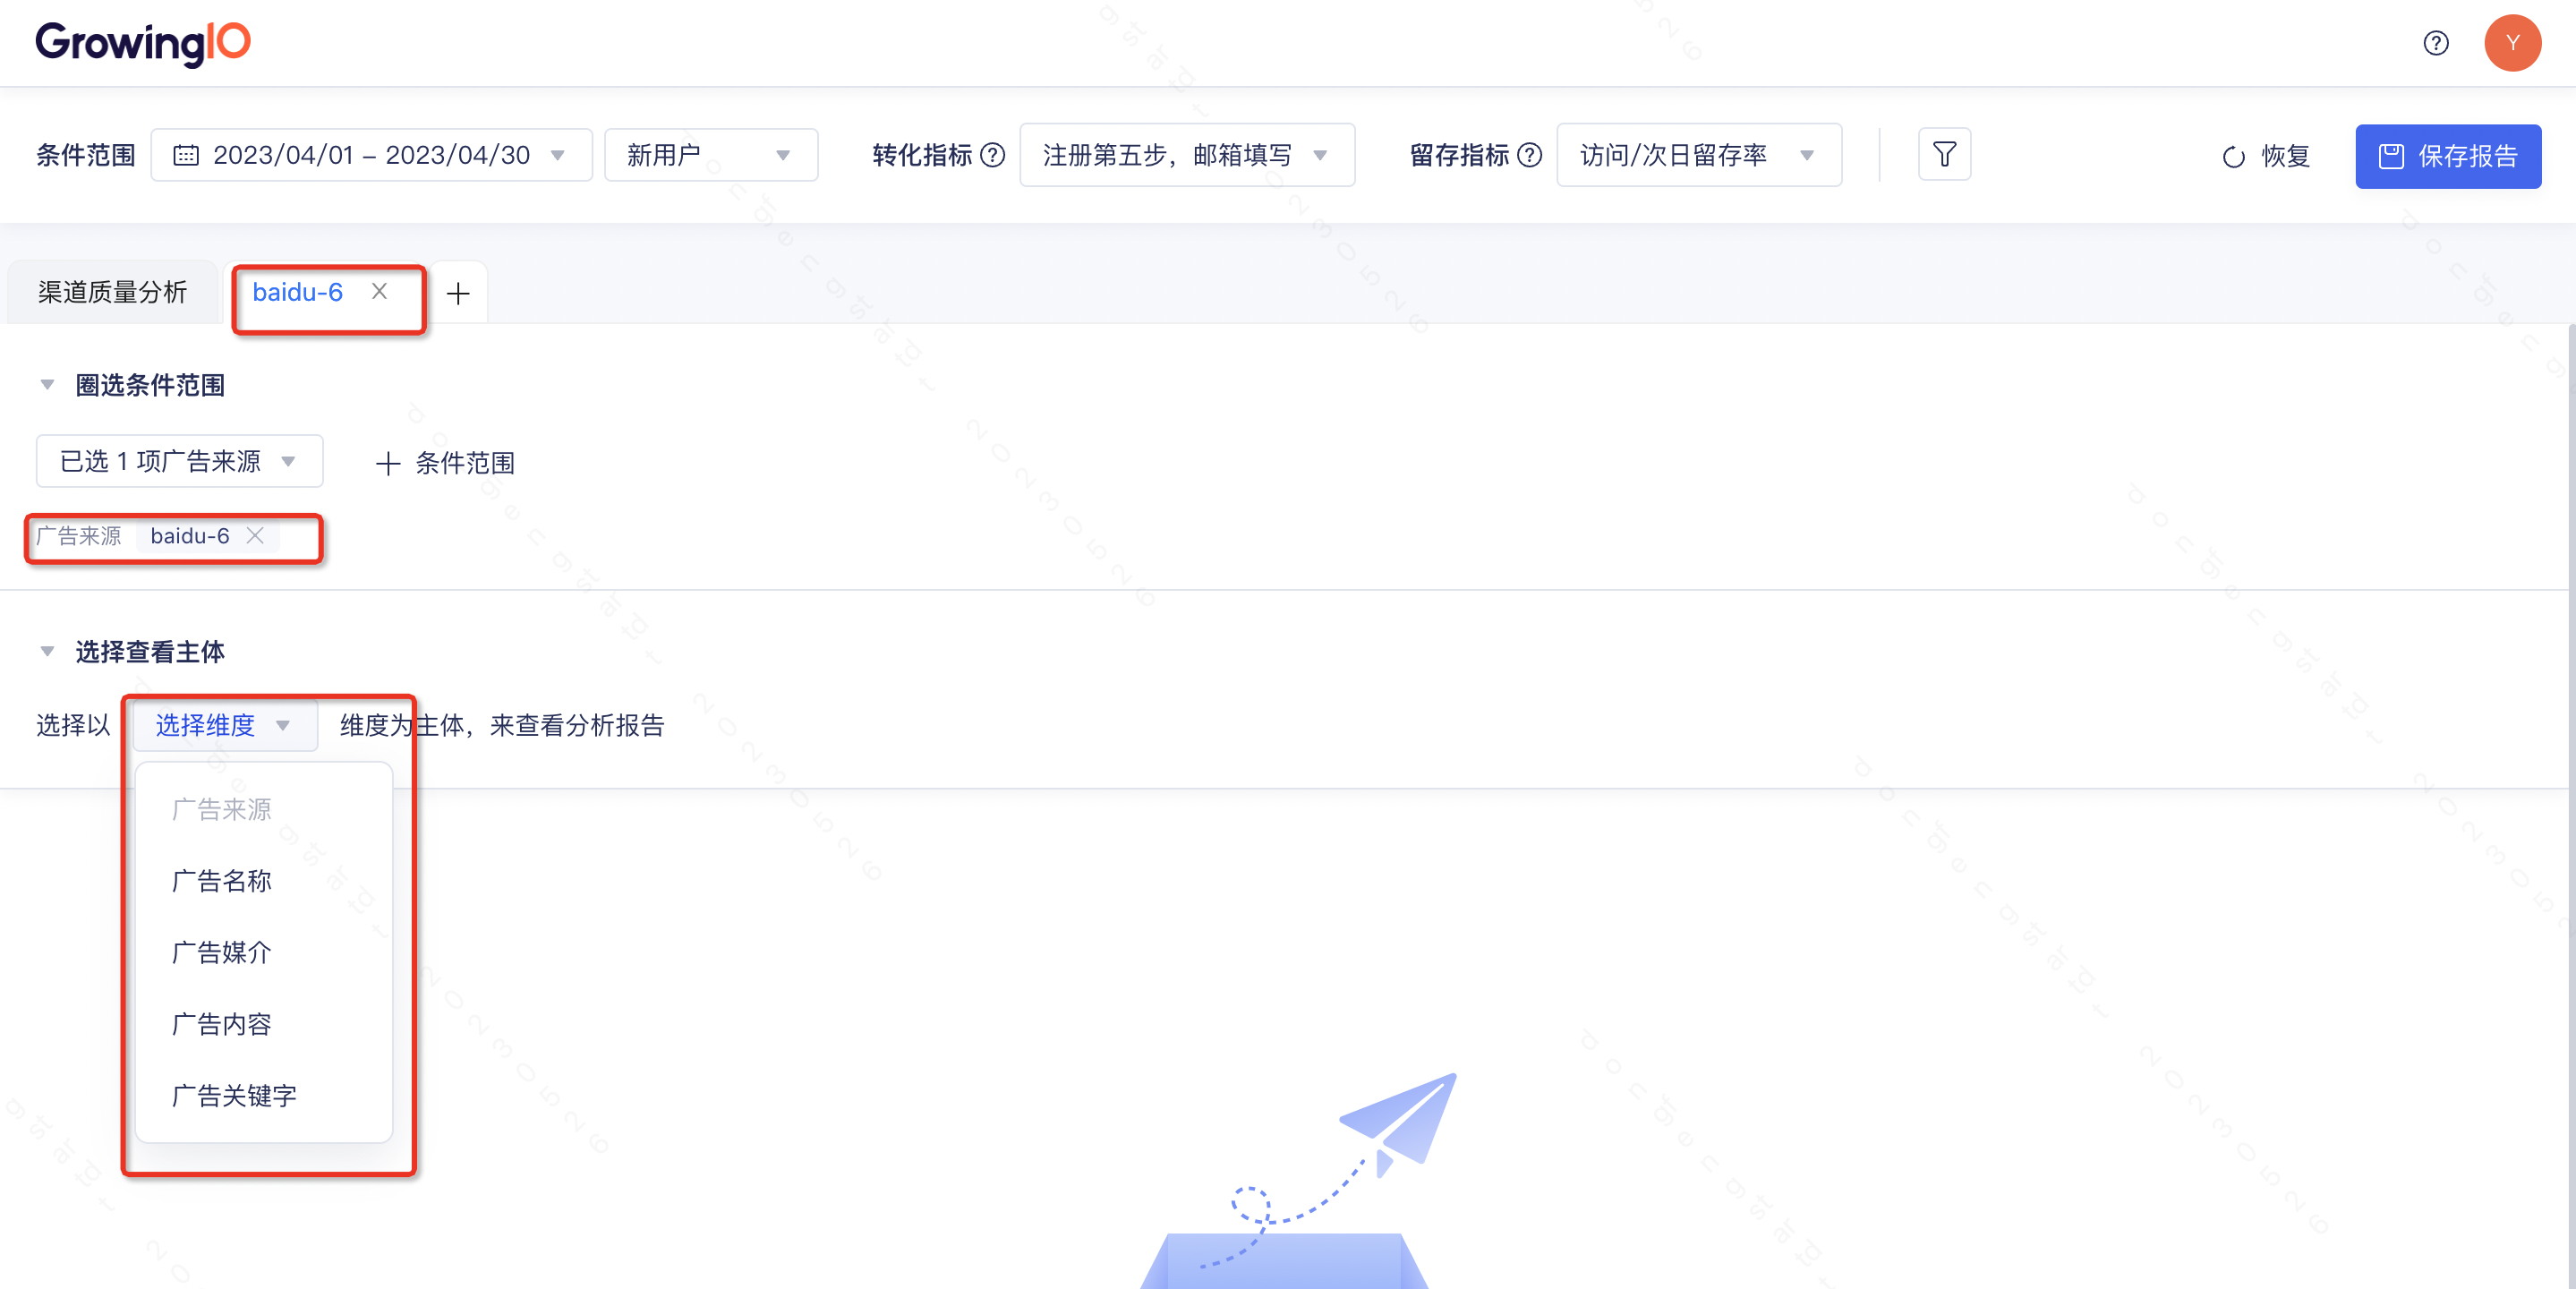 GrowingIO
Y
条件范围 2023/04/01 – 2023/04/30 新用户 转化指标 注册第五步，邮箱填写 留存指标 访问/次日留存率 恢复 保存报告
渠道质量分析 baidu-6
圈选条件范围
已选 1 项广告来源 条件范围
广告来源 baidu-6
选择查看主体
选择以 选择维度 维度为主体，来查看分析报告
广告来源
广告名称
广告媒介
广告内容
广告关键字